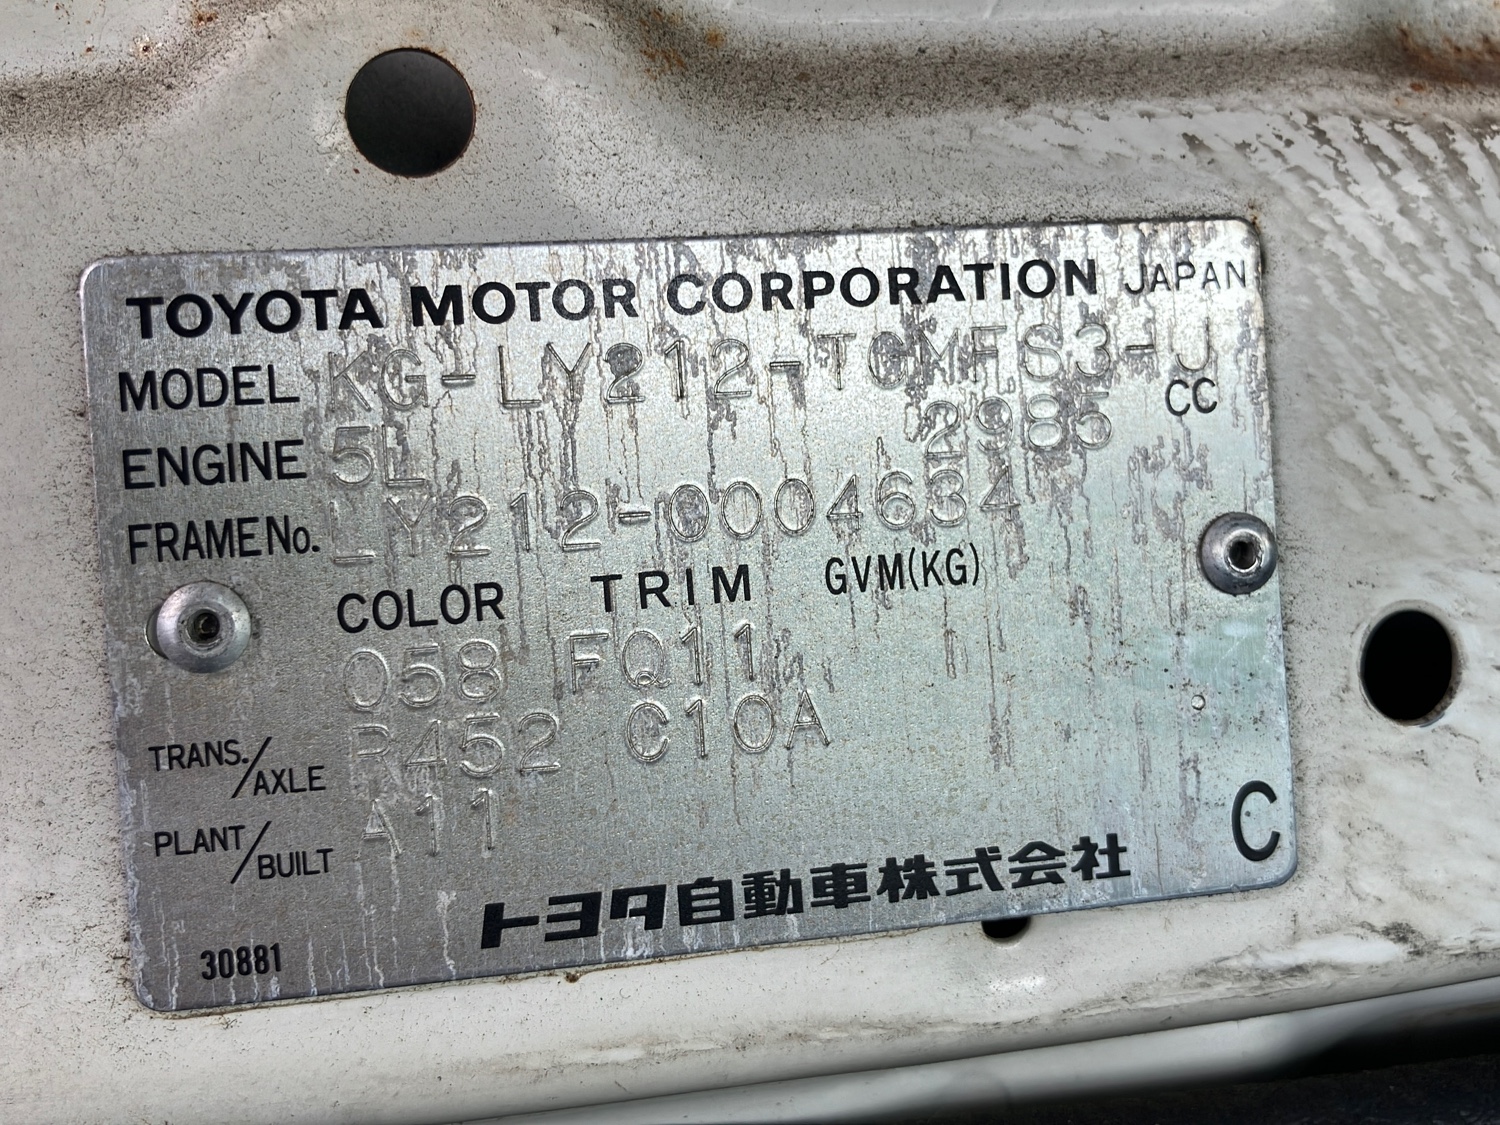 TOYOTA MOTOR CORPORATION JAPAN
MODEL KG-LY212-TGMFS3-J
ENGINE 5L 2985 CC
FRAME No. LY212-0004634
COLOR TRIM GVM(KG)
058 FQ11
TRANS./AXLE R452 C10A
PLANT/BUILT A11
トヨタ自動車株式会社
C
30881